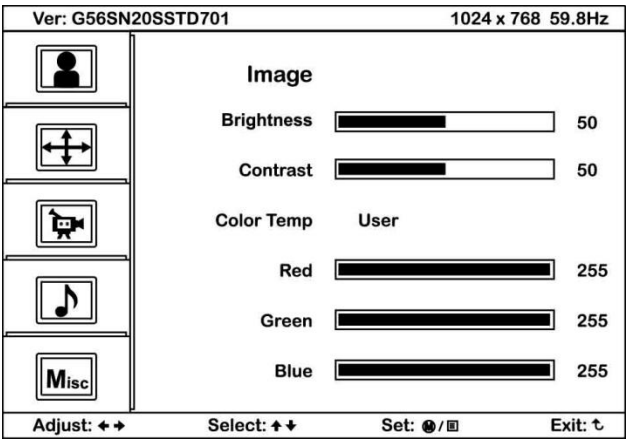 Ver: G56SN20SSTD701 1024 x 768 59.8Hz
Image
Brightness 50
Contrast 50
Color Temp User
Red 255
Green 255
Blue 255
Misc
Adjust: ←→ Select: ↑↓ Set: M/ Exit: